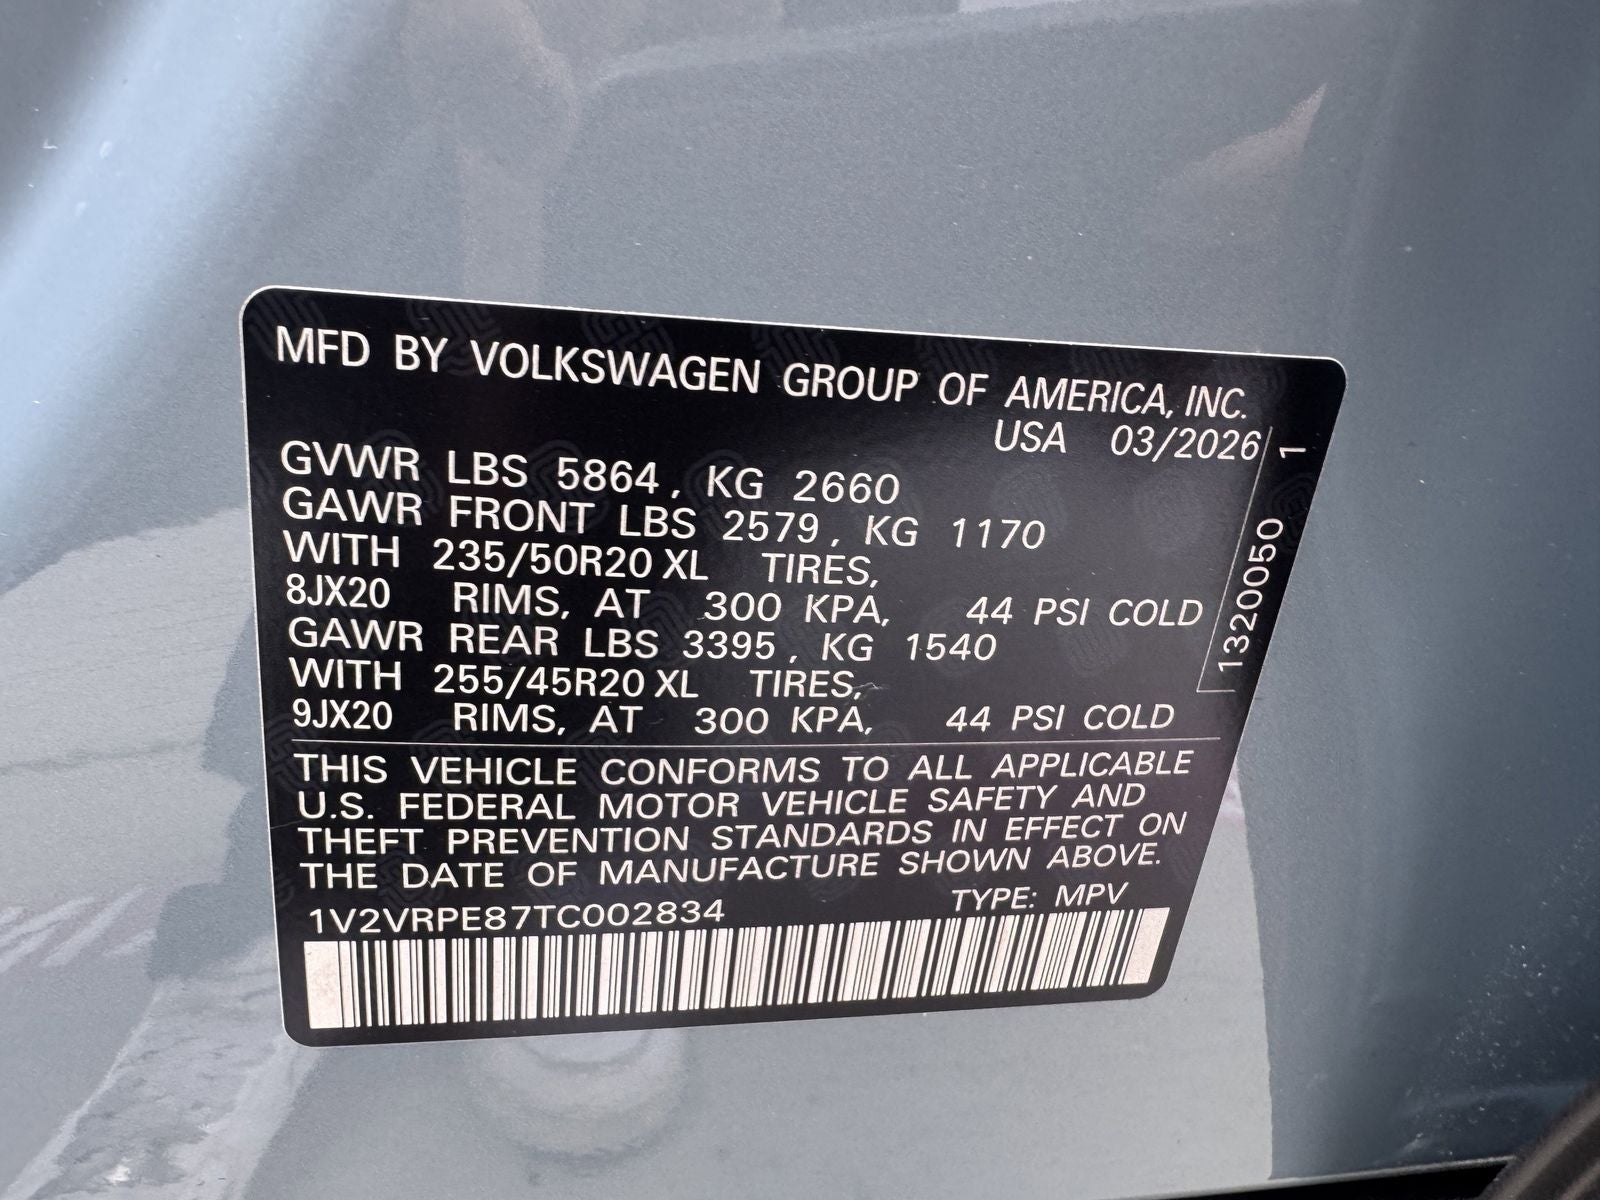 MFD BY VOLKSWAGEN GROUP OF AMERICA, INC.
USA 03/2026
GVWR LBS 5864 , KG 2660
GAWR FRONT LBS 2579 , KG 1170
WITH 235/50R20 XL TIRES,
8JX20 RIMS, AT 300 KPA, 44 PSI COLD
GAWR REAR LBS 3395 , KG 1540
WITH 255/45R20 XL TIRES,
9JX20 RIMS, AT 300 KPA, 44 PSI COLD
1320050 1
THIS VEHICLE CONFORMS TO ALL APPLICABLE
U.S. FEDERAL MOTOR VEHICLE SAFETY AND
THEFT PREVENTION STANDARDS IN EFFECT ON
THE DATE OF MANUFACTURE SHOWN ABOVE.
1V2VRPE87TC002834 TYPE: MPV